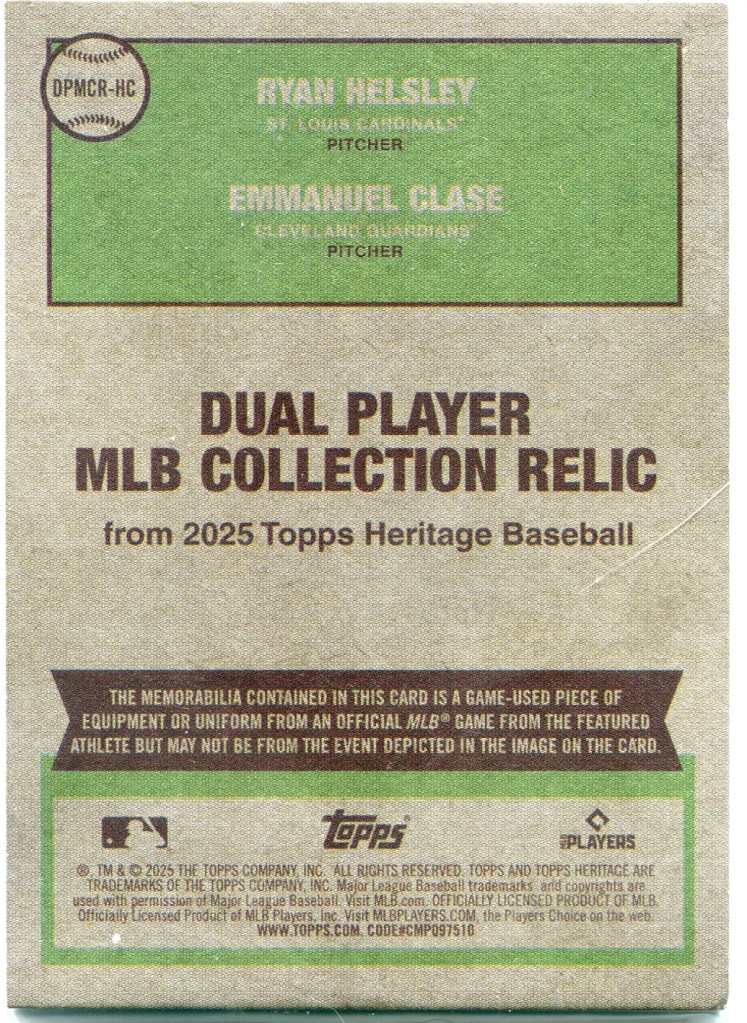 DPMCR-HC
RYAN HELSLEY
ST. LOUIS CARDINALS®
PITCHER
EMMANUEL CLASE
CLEVELAND GUARDIANS®
PITCHER
DUAL PLAYER
MLB COLLECTION RELIC
from 2025 Topps Heritage Baseball
THE MEMORABILIA CONTAINED IN THIS CARD IS A GAME-USED PIECE OF
EQUIPMENT OR UNIFORM FROM AN OFFICIAL MLB® GAME FROM THE FEATURED
ATHLETE BUT MAY NOT BE FROM THE EVENT DEPICTED IN THE IMAGE ON THE CARD.
topps®
MLB PLAYERS
®, TM & © 2025 THE TOPPS COMPANY, INC. ALL RIGHTS RESERVED. TOPPS AND TOPPS HERITAGE ARE
TRADEMARKS OF THE TOPPS COMPANY, INC. Major League Baseball trademarks and copyrights are
used with permission of Major League Baseball. Visit MLB.com. OFFICIALLY LICENSED PRODUCT OF MLB.
Officially Licensed Product of MLB Players, Inc. Visit MLBPLAYERS.COM, the Players Choice on the web.
WWW.TOPPS.COM. CODE#CMP097510